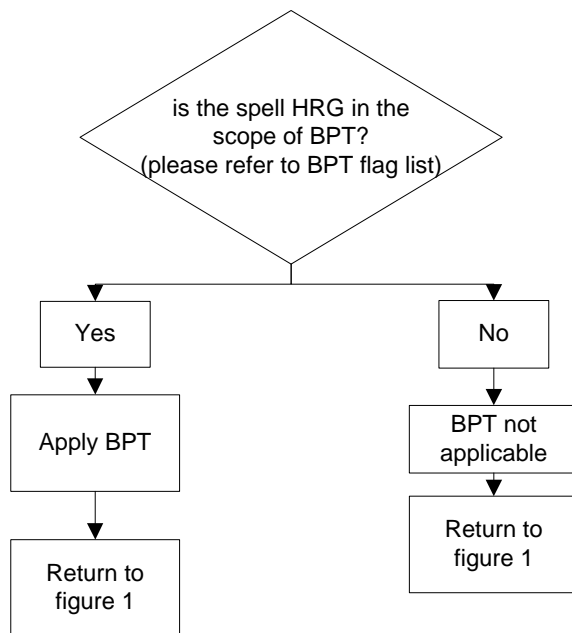 is the spell HRG in the
scope of BPT?
(please refer to BPT flag list)
Yes
No
Apply BPT
BPT not
applicable
Return to
figure 1
Return to
figure 1